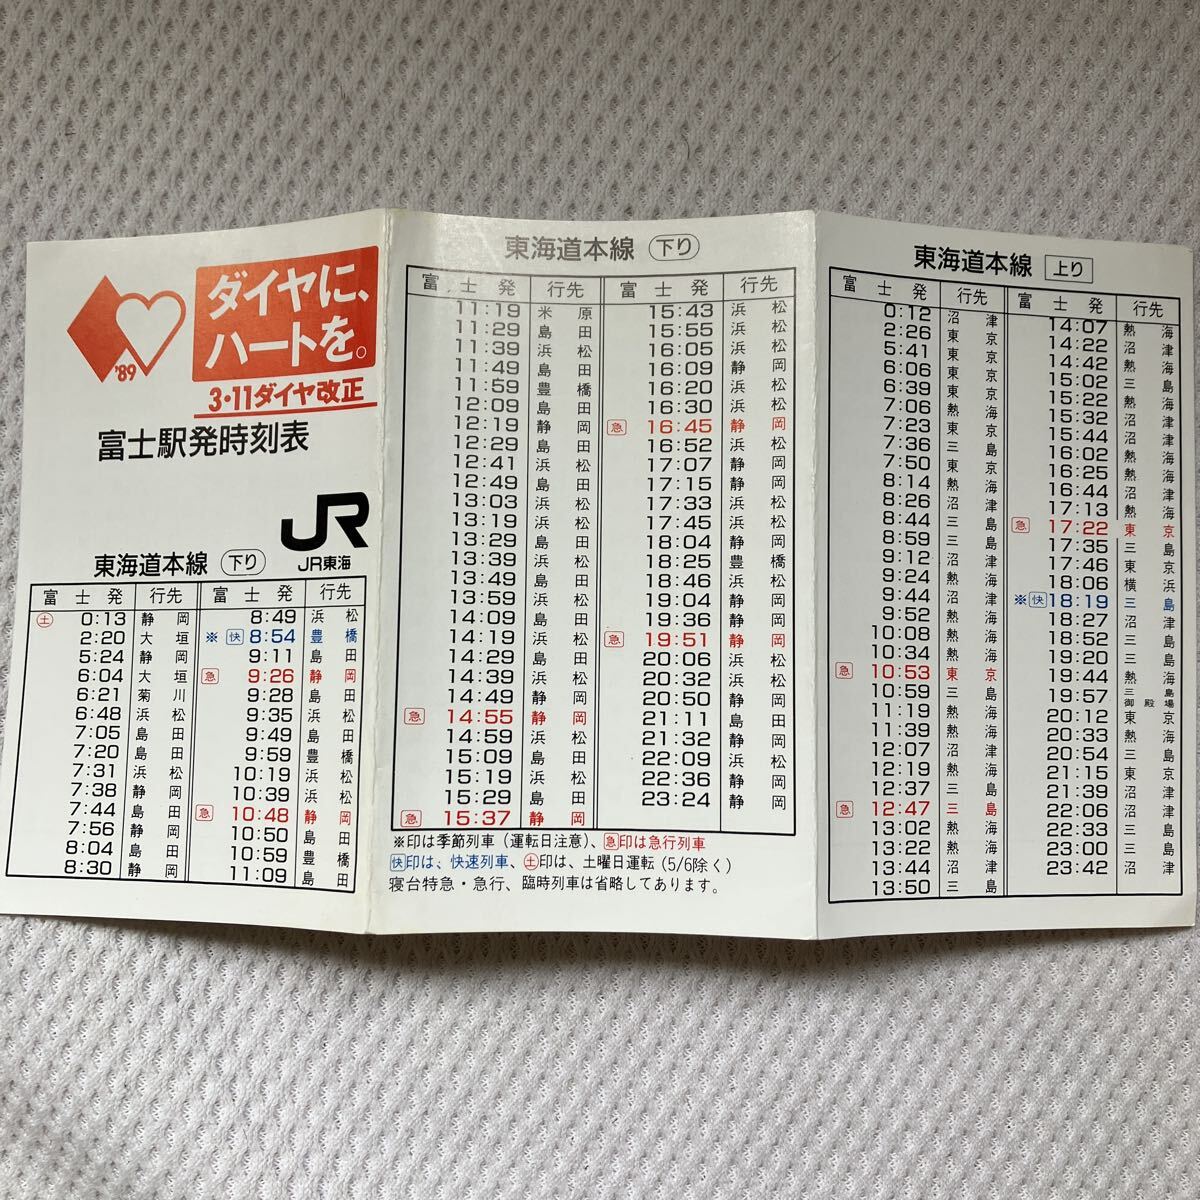 '89
ダイヤに、
ハートを。
3・11ダイヤ改正
富士駅発時刻表
JR
JR東海
東海道本線 下り
富士発 行先 富士発 行先
土 0:13 静岡
2:20 大垣
5:24 静岡
6:04 大垣
6:21 菊川
6:48 浜松
7:05 島田
7:20 島田
7:31 浜松
7:38 静岡
7:44 島田
7:56 静岡
8:04 島田
8:30 静岡
8:49 浜松
※快 8:54 豊橋
9:11 島田
急 9:26 静岡
9:28 島田
9:35 浜松
9:49 島田
9:59 豊橋
10:19 浜松
10:39 浜松
急 10:48 静岡
10:50 島田
10:59 豊橋
11:09 島田
東海道本線 下り
富士発 行先 富士発 行先
11:19 米原
11:29 島田
11:39 浜松
11:49 島田
11:59 豊橋
12:09 島田
12:19 静岡
12:29 島田
12:41 浜松
12:49 島田
13:03 浜松
13:19 浜松
13:29 島田
13:39 浜松
13:49 島田
13:59 浜松
14:09 島田
14:19 浜松
14:29 島田
14:39 浜松
14:49 静岡
急 14:55 静岡
14:59 浜松
15:09 島田
15:19 浜松
15:29 島田
急 15:37 静岡
15:43 浜松
15:55 浜松
16:05 浜松
16:09 静岡
16:20 浜松
16:30 浜松
急 16:45 静岡
16:52 浜松
17:07 静岡
17:15 静岡
17:33 浜松
17:45 浜松
18:04 静岡
18:25 豊橋
18:46 浜松
19:04 静岡
19:36 静岡
急 19:51 静岡
20:06 浜松
20:32 浜松
20:50 静岡
21:11 島田
21:32 静岡
22:09 浜松
22:36 静岡
23:24 静岡
※印は季節列車(運転日注意)、急印は急行列車
快印は、快速列車、土印は、土曜日運転(5/6除く)
寝台特急・急行、臨時列車は省略してあります。
東海道本線 上り
富士発 行先 富士発 行先
0:12 沼津
2:26 東京
5:41 東京
6:06 東京
6:39 東京
7:06 熱海
7:23 東京
7:36 三島
7:50 東京
8:14 熱海
8:26 沼津
8:44 三島
8:59 三島
9:12 沼津
9:24 熱海
9:44 沼津
9:52 熱海
10:08 熱海
10:34 熱海
急 10:53 東京
10:59 三島
11:19 熱海
11:39 熱海
12:07 沼津
12:19 熱海
12:37 三島
急 12:47 三島
13:02 熱海
13:22 熱海
13:44 沼津
13:50 三島
14:07 熱海
14:22 沼津
14:42 熱海
15:02 三島
15:22 熱海
15:32 沼津
15:44 沼津
16:02 熱海
16:25 熱海
16:44 沼津
17:13 熱海
急 17:22 東京
17:35 三島
17:46 東京
18:06 横浜
※快 18:19 三島
18:27 沼津
18:52 三島
19:20 三島
19:44 熱海
19:57 三島御殿場
20:12 東京
20:33 熱海
20:54 三島
21:15 東京
21:39 沼津
22:06 沼津
22:33 三島
23:00 三島
23:42 沼津